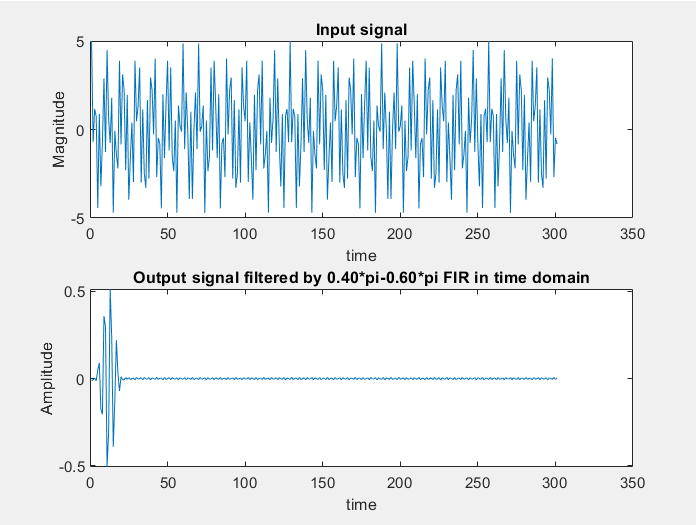 Input signal
5
0
-5
Magnitude
0 50 100 150 200 250 300 350
time
Output signal filtered by 0.40*pi-0.60*pi FIR in time domain
0.5
0
-0.5
Amplitude
0 50 100 150 200 250 300 350
time